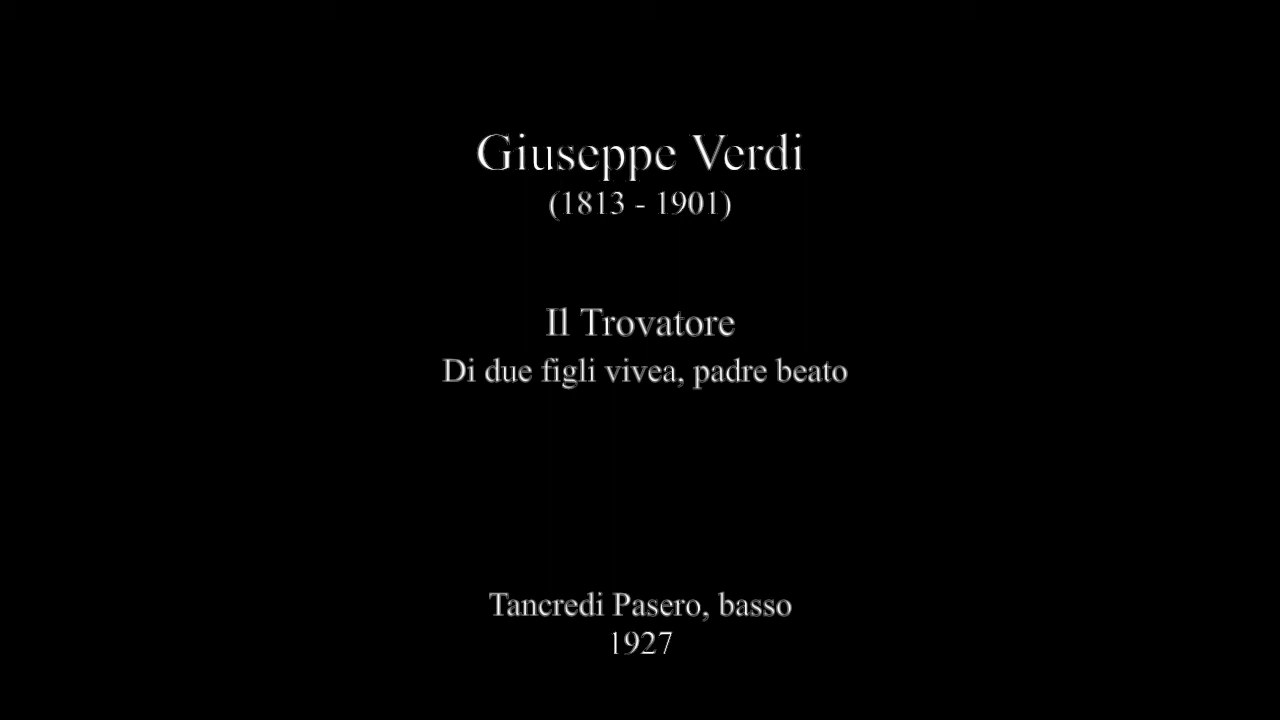 Giuseppe Verdi
(1813 - 1901)
Il Trovatore
Di due figli vivea, padre beato
Tancredi Pasero, basso
1927